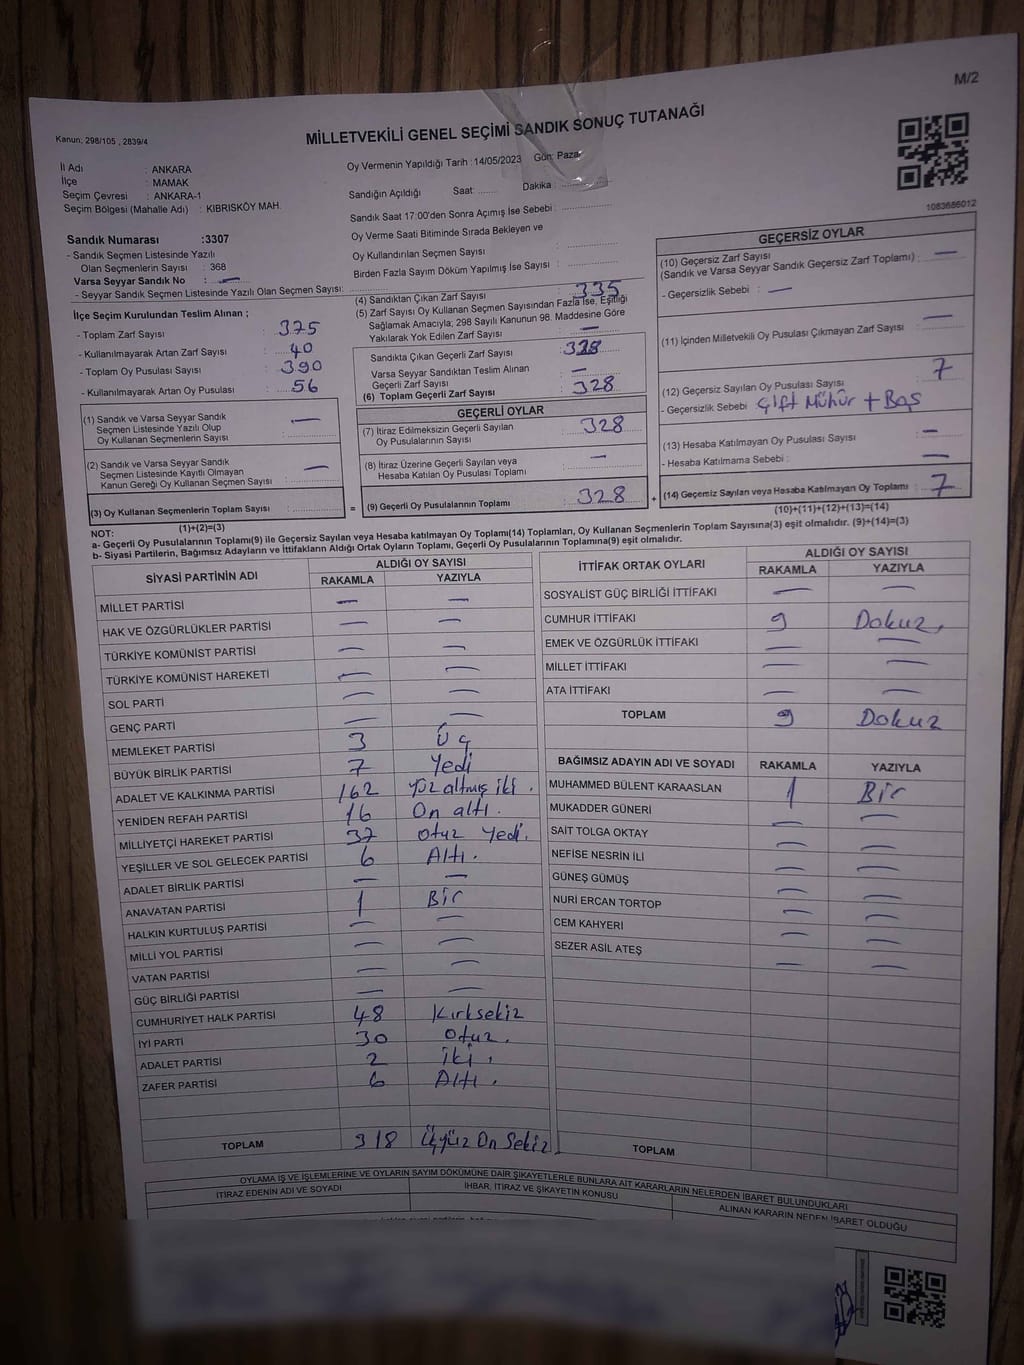 M/2
Kanun; 298/105 , 2839/4
MİLLETVEKİLİ GENEL SEÇİMİ SANDIK SONUÇ TUTANAĞI
İl Adı : ANKARA
İlçe : MAMAK
Seçim Çevresi : ANKARA-1
Seçim Bölgesi (Mahalle Adı) : KIBRISKÖY MAH.
Oy Vermenin Yapıldığı Tarih : 14/05/2023 Gün: Paza
Sandığın Açıldığı Saat: ........ Dakika : ..............
Sandık Saat 17:00'den Sonra Açımış İse Sebebi : ..............
Oy Verme Saati Bitiminde Sırada Bekleyen ve
Oy Kullandırılan Seçmen Sayısı : ..............
Birden Fazla Sayım Döküm Yapılmış İse Sayısı : ..............
1083686012
Sandık Numarası :3307
- Sandık Seçmen Listesinde Yazılı
Olan Seçmenlerin Sayısı : 368
Varsa Seyyar Sandık No : —
- Seyyar Sandık Seçmen Listesinde Yazılı Olan Seçmen Sayısı: ..............
İlçe Seçim Kurulundan Teslim Alınan ;
- Toplam Zarf Sayısı : 375
- Kullanılmayarak Artan Zarf Sayısı : 40
- Toplam Oy Pusulası Sayısı : 390
- Kullanılmayarak Artan Oy Pusulası : 56
(1) Sandık ve Varsa Seyyar Sandık
Seçmen Listesinde Yazılı Olup
Oy Kullanan Seçmenlerin Sayısı : —
(2) Sandık ve Varsa Seyyar Sandık
Seçmen Listesinde Kayıtlı Olmayan
Kanun Gereği Oy Kullanan Seçmen Sayısı : —
(3) Oy Kullanan Seçmenlerin Toplam Sayısı : ..............
(1)+(2)=(3)
(4) Sandıktan Çıkan Zarf Sayısı : 335
(5) Zarf Sayısı Oy Kullanan Seçmen Sayısından Fazla İse, Eşitliği
Sağlamak Amacıyla; 298 Sayılı Kanunun 98. Maddesine Göre
Yakılarak Yok Edilen Zarf Sayısı : —
Sandıkta Çıkan Geçerli Zarf Sayısı : 328
Varsa Seyyar Sandıktan Teslim Alınan
Geçerli Zarf Sayısı : —
(6) Toplam Geçerli Zarf Sayısı : 328
GEÇERLİ OYLAR
(7) İtiraz Edilmeksizin Geçerli Sayılan
Oy Pusulalarının Sayısı : 328
(8) İtiraz Üzerine Geçerli Sayılan veya
Hesaba Katılan Oy Pusulası Toplamı : —
= (9) Geçerli Oy Pusulalarının Toplamı : 328 +
GEÇERSİZ OYLAR
(10) Geçersiz Zarf Sayısı
(Sandık ve Varsa Seyyar Sandık Geçersiz Zarf Toplamı) : —
- Geçersizlik Sebebi : —
(11) İçinden Milletvekili Oy Pusulası Çıkmayan Zarf Sayısı : —
(12) Geçersiz Sayılan Oy Pusulası Sayısı : 7
- Geçersizlik Sebebi : Çift Mühür + Boş
(13) Hesaba Katılmayan Oy Pusulası Sayısı : —
- Hesaba Katılmama Sebebi : —
(14) Geçersiz Sayılan veya Hesaba Katılmayan Oy Toplamı : 7
(10)+(11)+(12)+(13)=(14)
NOT:
a- Geçerli Oy Pusulalarının Toplamı(9) ile Geçersiz Sayılan veya Hesaba katılmayan Oy Toplamı(14) Toplamları, Oy Kullanan Seçmenlerin Toplam Sayısına(3) eşit olmalıdır. (9)+(14)=(3)
b- Siyasi Partilerin, Bağımsız Adayların ve İttifakların Aldığı Ortak Oyların Toplamı, Geçerli Oy Pusulalarının Toplamına(9) eşit olmalıdır.
SİYASİ PARTİNİN ADI ALDIĞI OY SAYISI
RAKAMLA YAZIYLA
MİLLET PARTİSİ — —
HAK VE ÖZGÜRLÜKLER PARTİSİ — —
TÜRKİYE KOMÜNİST PARTİSİ — —
TÜRKİYE KOMÜNİST HAREKETİ — —
SOL PARTİ — —
GENÇ PARTİ — —
MEMLEKET PARTİSİ 3 Üç
BÜYÜK BİRLİK PARTİSİ 7 Yedi
ADALET VE KALKINMA PARTİSİ 162 Yüz altmış iki .
YENİDEN REFAH PARTİSİ 16 On altı .
MİLLİYETÇİ HAREKET PARTİSİ 37 Otuz Yedi.
YEŞİLLER VE SOL GELECEK PARTİSİ 6 Altı .
ADALET BİRLİK PARTİSİ — —
ANAVATAN PARTİSİ 1 Bir
HALKIN KURTULUŞ PARTİSİ — —
MİLLİ YOL PARTİSİ — —
VATAN PARTİSİ — —
GÜÇ BİRLİĞİ PARTİSİ — —
CUMHURİYET HALK PARTİSİ 48 Kırksekiz
İYİ PARTİ 30 Otuz .
ADALET PARTİSİ 2 İki .
ZAFER PARTİSİ 6 Altı .
TOPLAM 318 Üçyüz On Sekiz
İTTİFAK ORTAK OYLARI ALDIĞI OY SAYISI
RAKAMLA YAZIYLA
SOSYALİST GÜÇ BİRLİĞİ İTTİFAKI — —
CUMHUR İTTİFAKI 9 Dokuz.
EMEK VE ÖZGÜRLÜK İTTİFAKI — —
MİLLET İTTİFAKI — —
ATA İTTİFAKI — —
TOPLAM 9 Dokuz
BAĞIMSIZ ADAYIN ADI VE SOYADI RAKAMLA YAZIYLA
MUHAMMED BÜLENT KARAASLAN 1 Bir
MUKADDER GÜNERİ — —
SAİT TOLGA OKTAY — —
NEFİSE NESRİN İLİ — —
GÜNEŞ GÜMÜŞ — —
NURİ ERCAN TORTOP — —
CEM KAHYERİ — —
SEZER ASİL ATEŞ — —
TOPLAM
OYLAMA İŞ VE İŞLEMLERİNE VE OYLARIN SAYIM DÖKÜMÜNE DAİR ŞİKAYETLERLE BUNLARA AİT KARARLARIN NELERDEN İBARET BULUNDUKLARI
İTİRAZ EDENİN ADI VE SOYADI İHBAR, İTİRAZ VE ŞİKAYETİN KONUSU ALINAN KARARIN NEDEN İBARET OLDUĞU